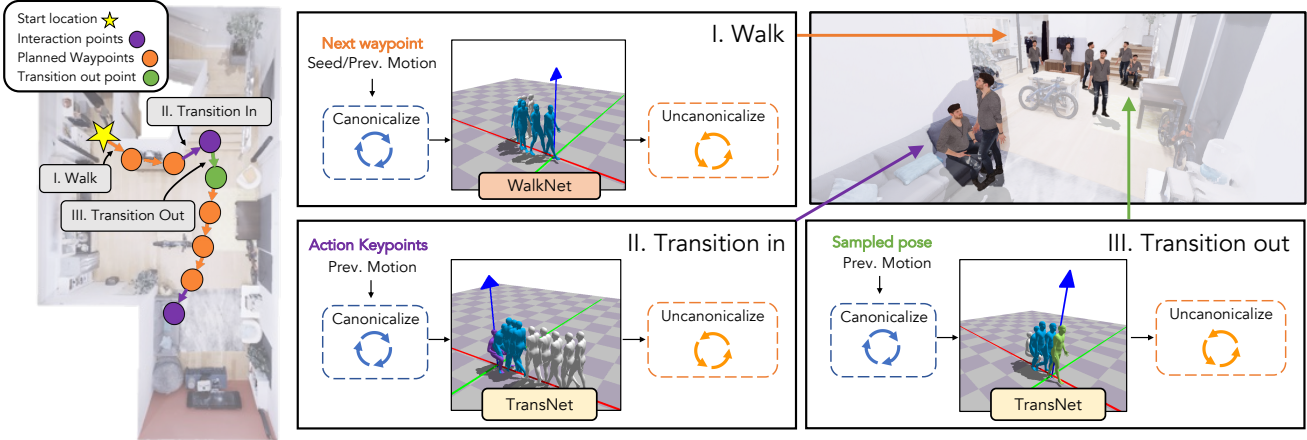 Start location
Interaction points
Planned Waypoints
Transition out point
II. Transition In
I. Walk
III. Transition Out
I. Walk
Next waypoint
Seed/Prev. Motion
Canonicalize
WalkNet
Uncanonicalize
II. Transition in
Action Keypoints
Prev. Motion
Canonicalize
TransNet
Uncanonicalize
III. Transition out
Sampled pose
Prev. Motion
Canonicalize
TransNet
Uncanonicalize